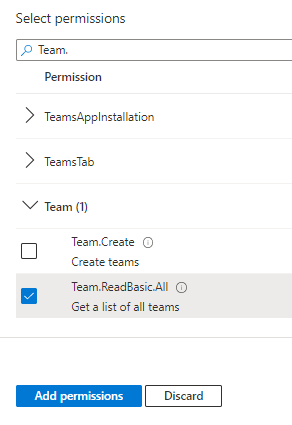 Select permissions
Team.
Permission
TeamsAppInstallation
TeamsTab
Team (1)
Team.Create
Create teams
Team.ReadBasic.All
Get a list of all teams
Add permissions Discard